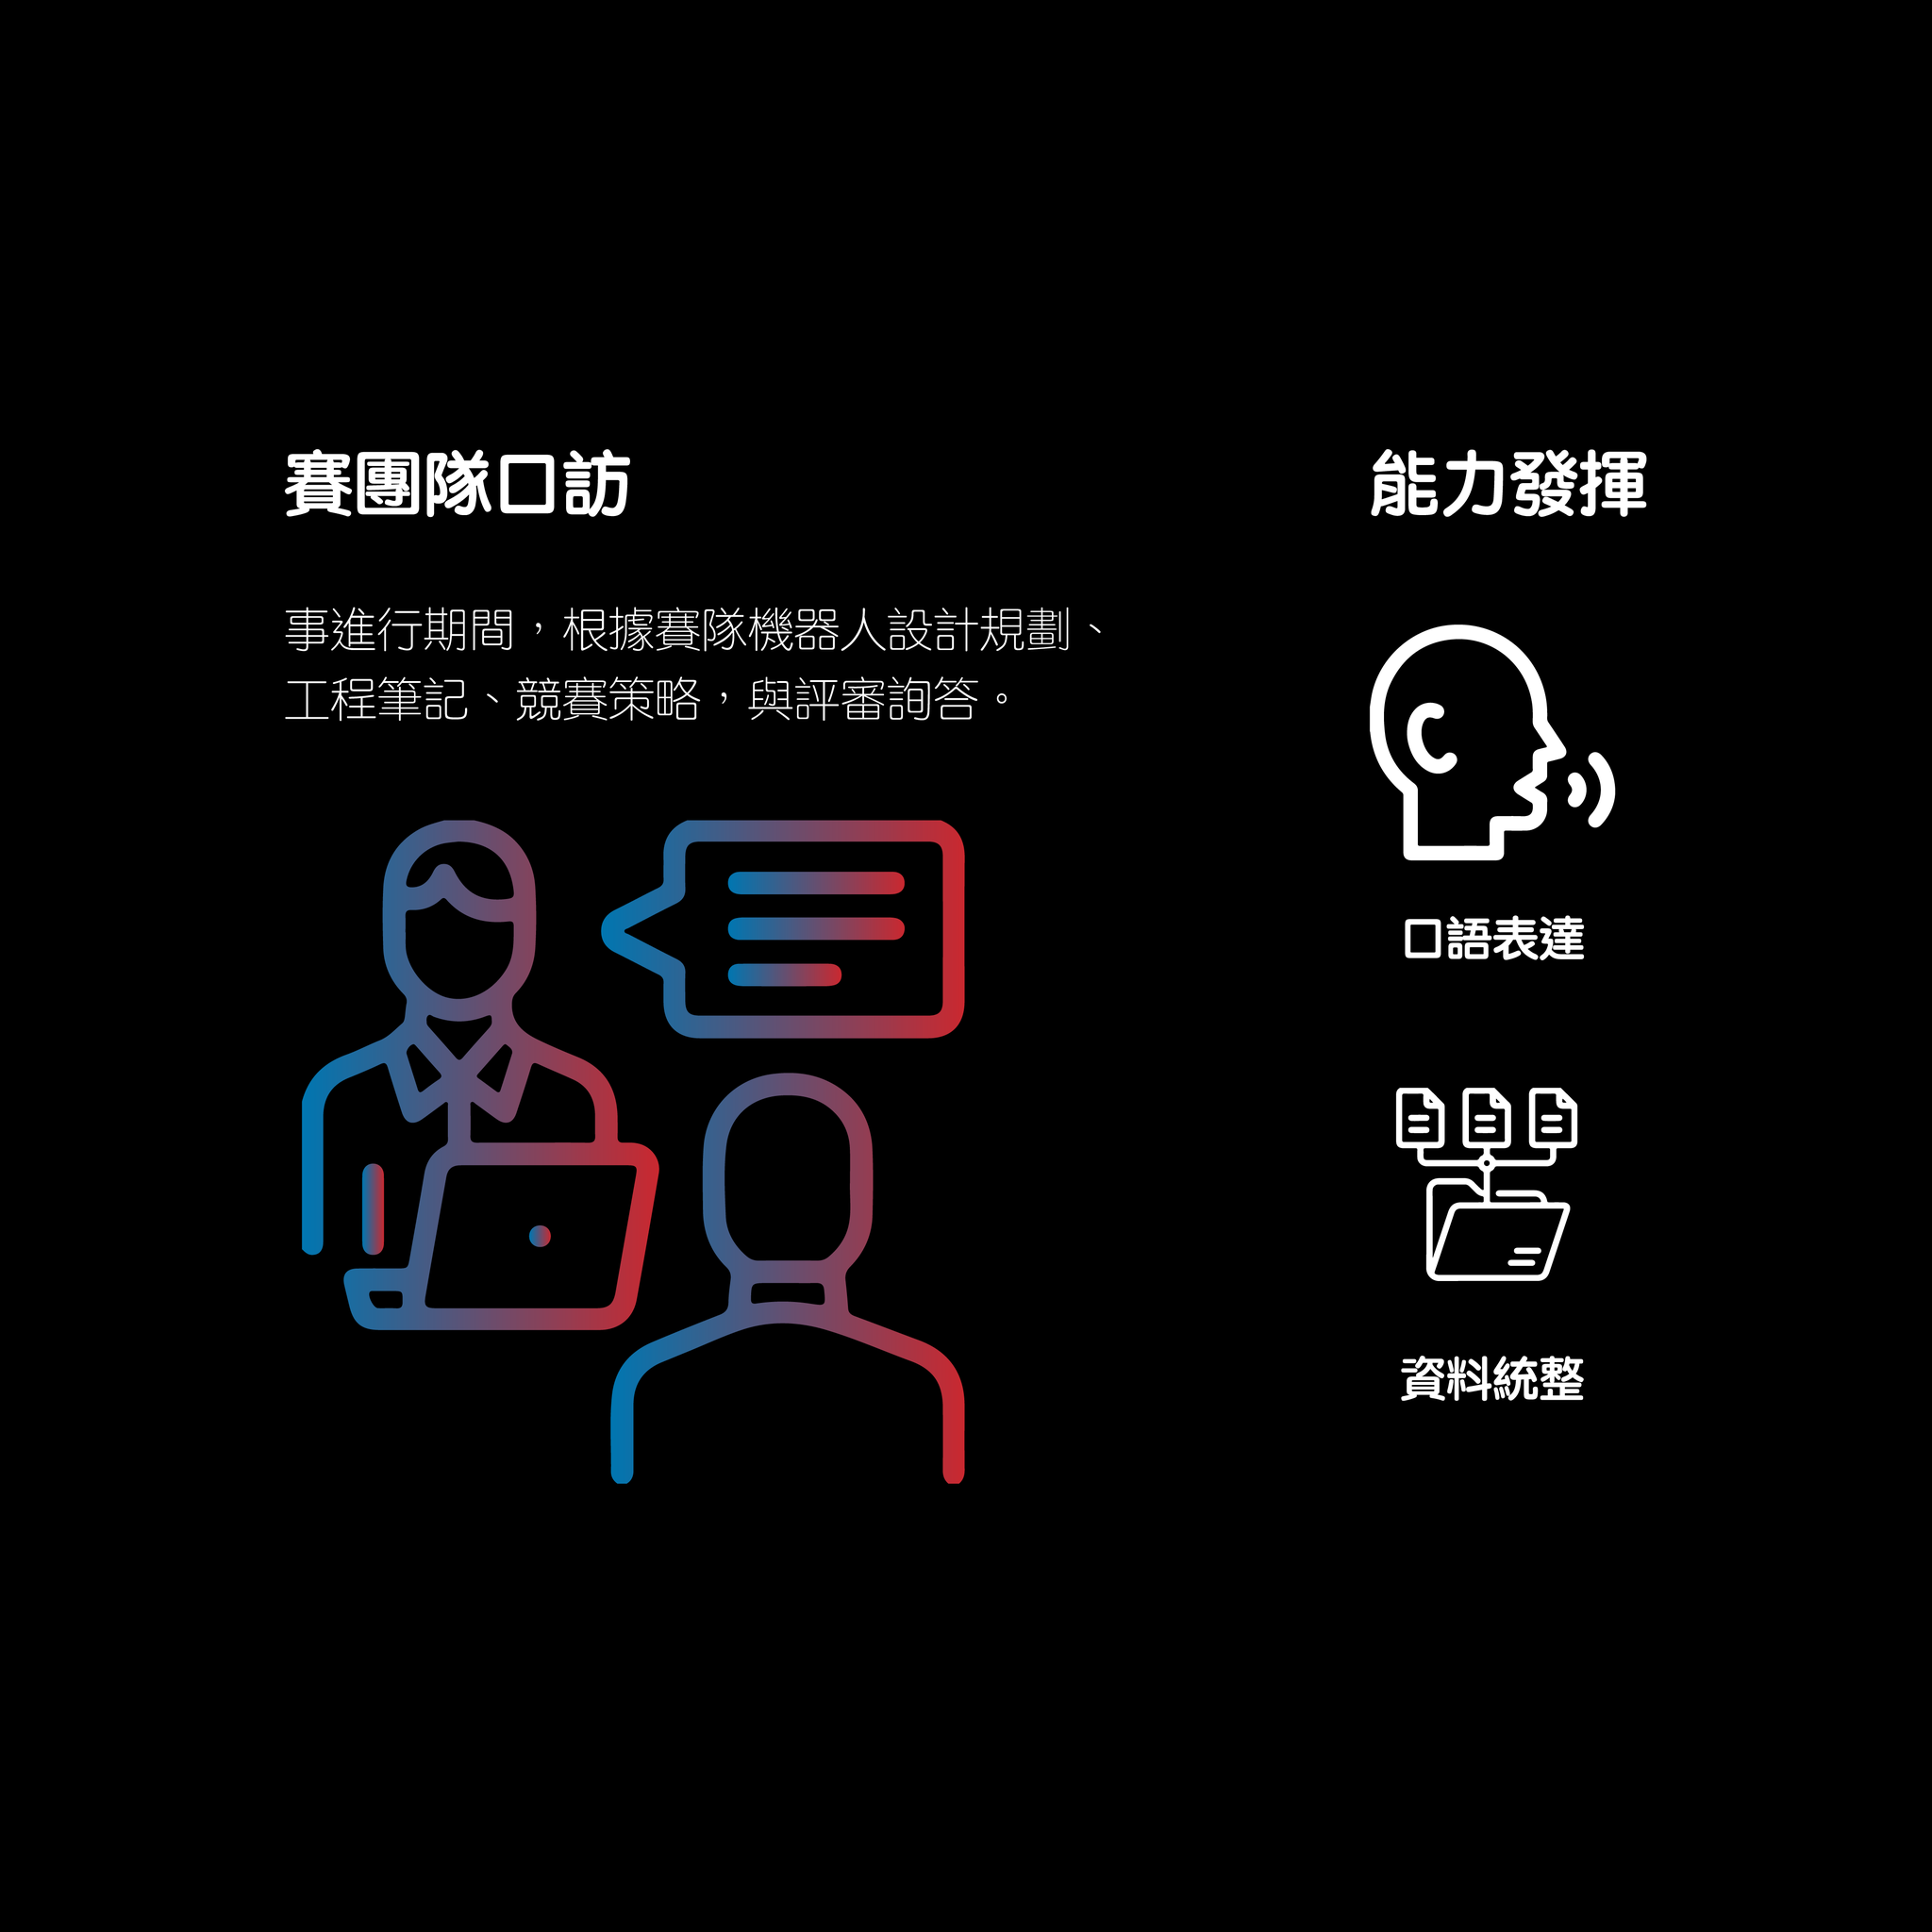 賽團隊口訪
事進行期間，根據賽隊機器人設計規劃、
工程筆記、競賽策略，與評審詢答。
能力發揮
口語表達
資料統整